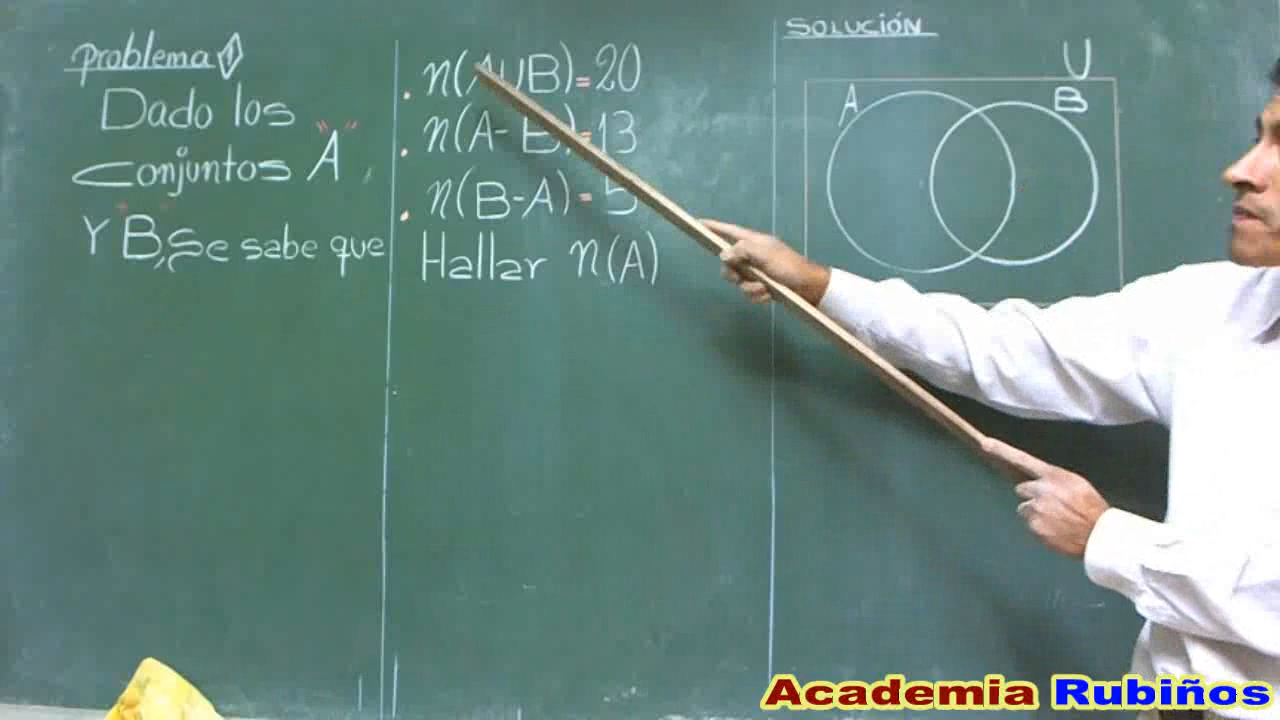 Problema 1
Dado los
conjuntos "A",
Y "B", se sabe que
. n(AUB)=20
. n(A-B)=13
. n(B-A)=5
Hallar n(A)
SOLUCIÓN
U
A
B
Academia Rubiños